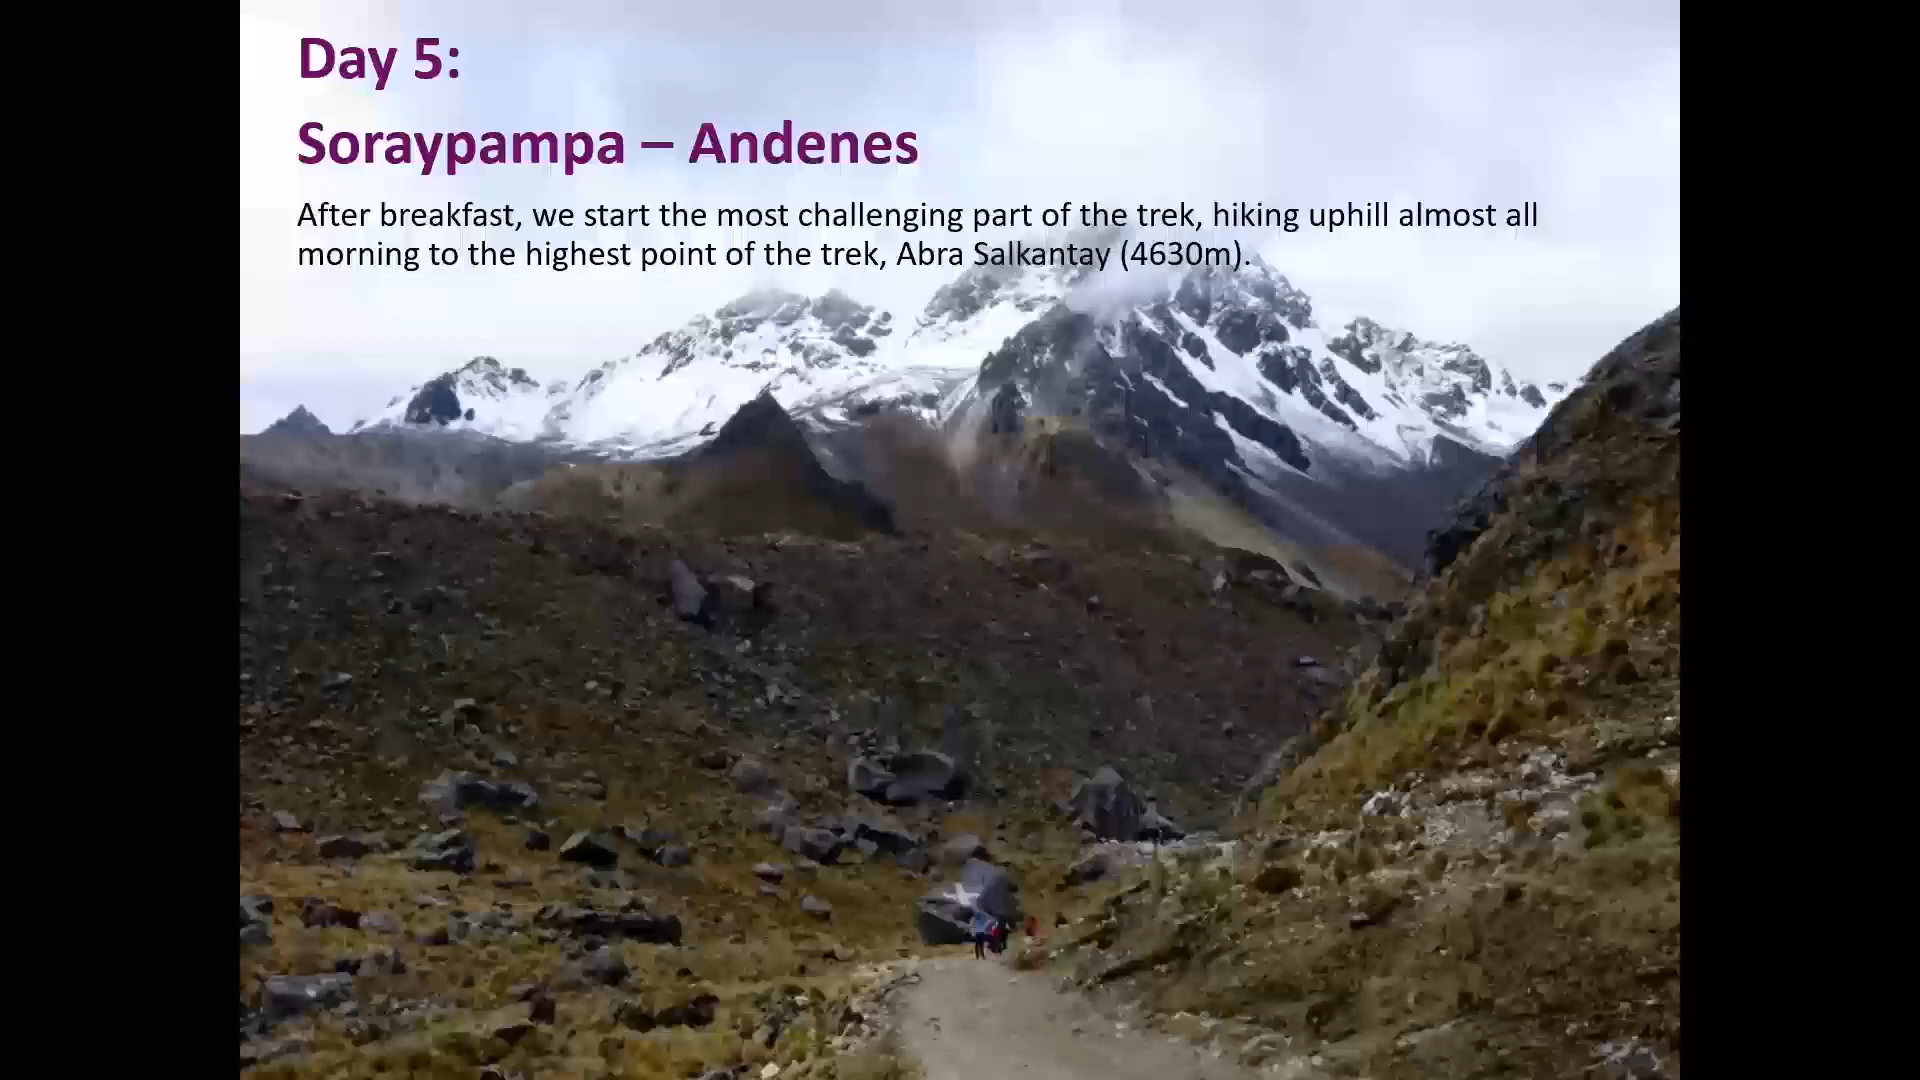 Day 5:
Soraypampa – Andenes
After breakfast, we start the most challenging part of the trek, hiking uphill almost all
morning to the highest point of the trek, Abra Salkantay (4630m).